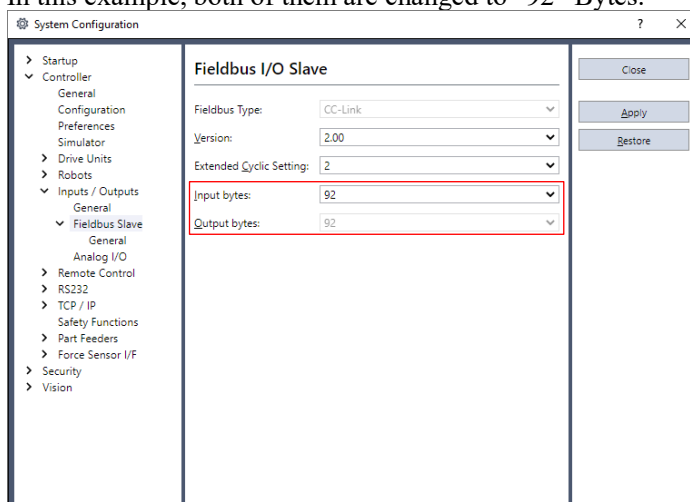 In this example, both of them are changed to "92" Bytes.
System Configuration ? ×
Startup
Controller
General
Configuration
Preferences
Simulator
Drive Units
Robots
Inputs / Outputs
General
Fieldbus Slave
General
Analog I/O
Remote Control
RS232
TCP / IP
Safety Functions
Part Feeders
Force Sensor I/F
Security
Vision
Fieldbus I/O Slave
Fieldbus Type: CC-Link
Version: 2.00
Extended Cyclic Setting: 2
Input bytes: 92
Output bytes: 92
Close
Apply
Restore